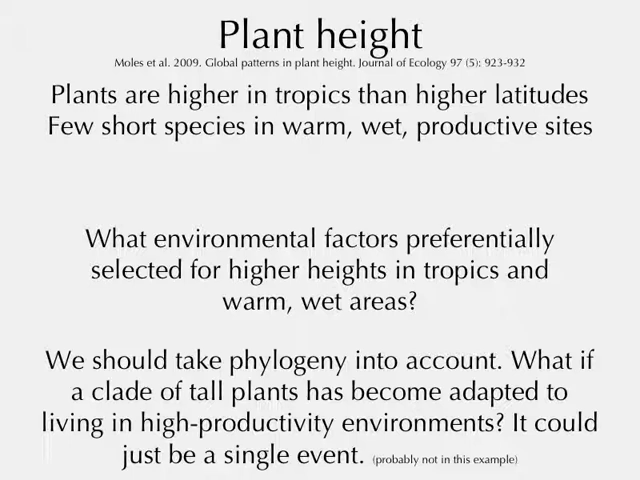 Plant height
Moles et al. 2009. Global patterns in plant height. Journal of Ecology 97 (5): 923-932
Plants are higher in tropics than higher latitudes
Few short species in warm, wet, productive sites
What environmental factors preferentially
selected for higher heights in tropics and
warm, wet areas?
We should take phylogeny into account. What if
a clade of tall plants has become adapted to
living in high-productivity environments? It could
just be a single event. (probably not in this example)